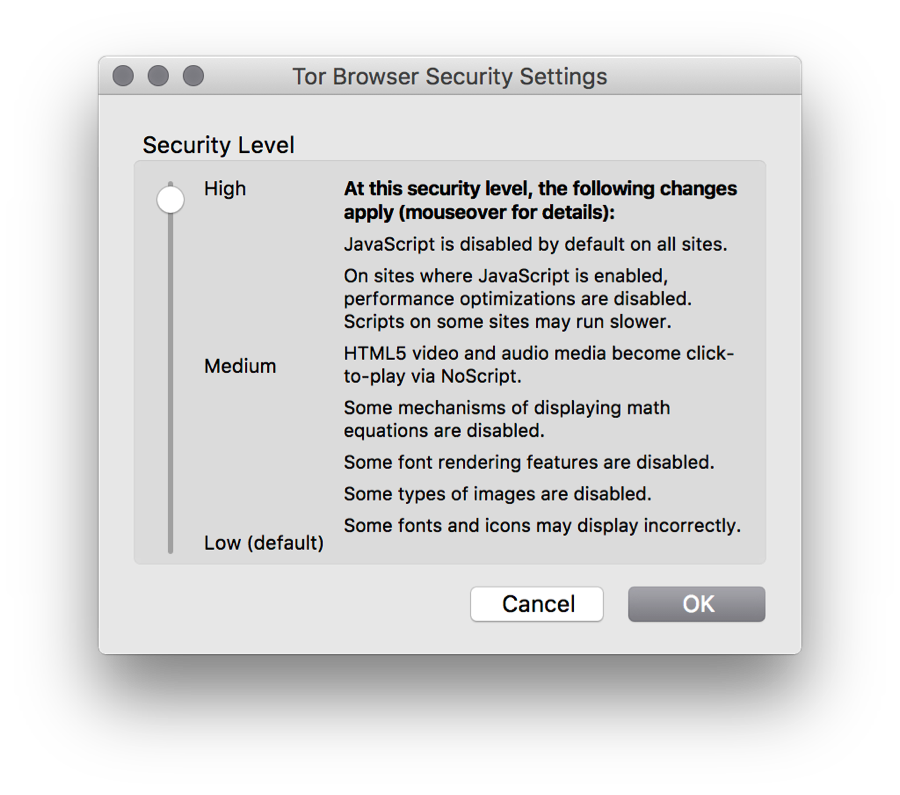 Tor Browser Security Settings
Security Level
High
At this security level, the following changes
apply (mouseover for details):
JavaScript is disabled by default on all sites.
On sites where JavaScript is enabled,
performance optimizations are disabled.
Scripts on some sites may run slower.
Medium
HTML5 video and audio media become click-
to-play via NoScript.
Some mechanisms of displaying math
equations are disabled.
Some font rendering features are disabled.
Some types of images are disabled.
Some fonts and icons may display incorrectly.
Low (default)
Cancel
OK